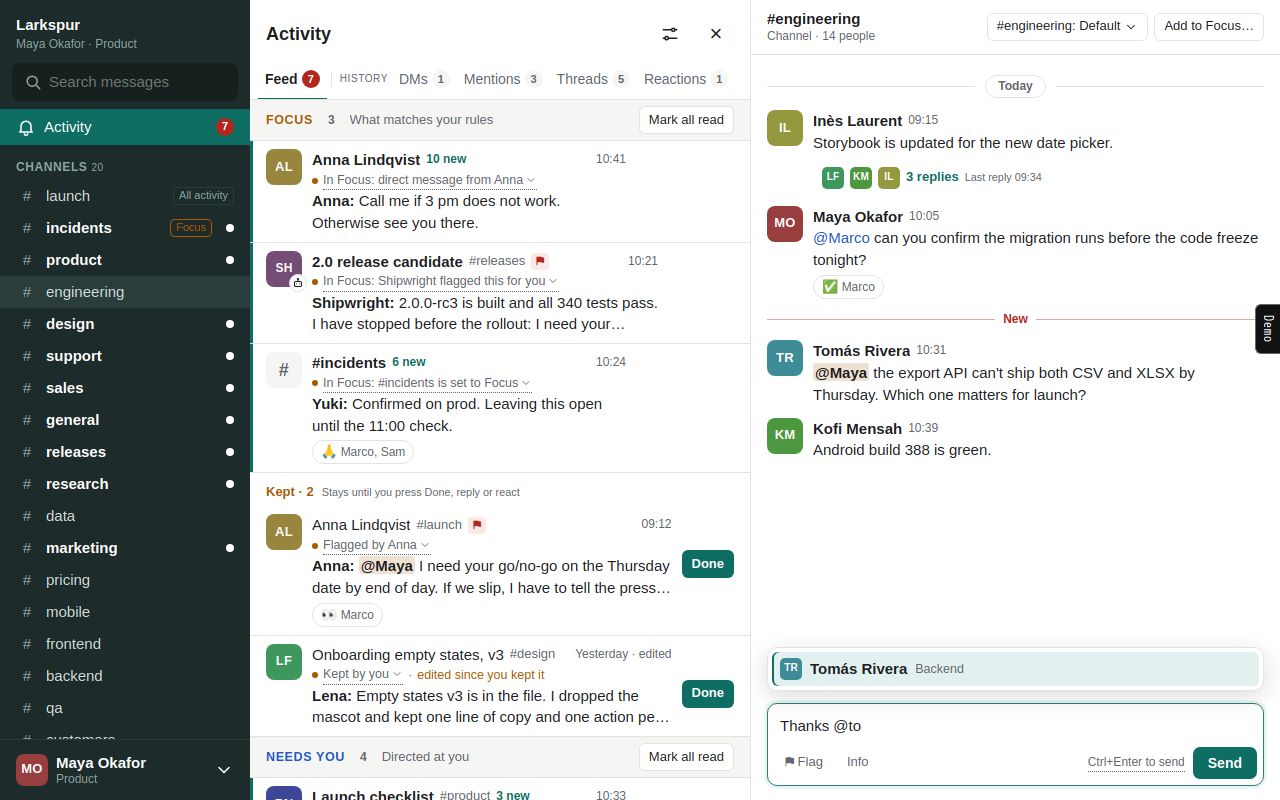 Larkspur
Maya Okafor · Product
Search messages
Activity 7
CHANNELS 20
# launch All activity
# incidents Focus
# product
# engineering
# design
# support
# sales
# general
# releases
# research
# data
# marketing
# pricing
# mobile
# frontend
# backend
# qa
# customers
MO Maya Okafor
Product
Activity
Feed 7 HISTORY DMs 1 Mentions 3 Threads 5 Reactions 1
FOCUS 3 What matches your rules Mark all read
AL Anna Lindqvist 10 new 10:41
In Focus: direct message from Anna
Anna: Call me if 3 pm does not work.
Otherwise see you there.
SH 2.0 release candidate #releases 10:21
In Focus: Shipwright flagged this for you
Shipwright: 2.0.0-rc3 is built and all 340 tests pass.
I have stopped before the rollout: I need your…
# #incidents 6 new 10:24
In Focus: #incidents is set to Focus
Yuki: Confirmed on prod. Leaving this open
until the 11:00 check.
🙏 Marco, Sam
Kept · 2 Stays until you press Done, reply or react
AL Anna Lindqvist #launch 09:12
Flagged by Anna
Anna: @Maya I need your go/no-go on the Thursday
date by end of day. If we slip, I have to tell the press…
Done
👀 Marco
LF Onboarding empty states, v3 #design Yesterday · edited
Kept by you · edited since you kept it
Lena: Empty states v3 is in the file. I dropped the
mascot and kept one line of copy and one action pe…
Done
NEEDS YOU 4 Directed at you Mark all read
Launch checklist #product 3 new 10:33
#engineering
Channel · 14 people
#engineering: Default
Add to Focus…
Today
IL Inès Laurent 09:15
Storybook is updated for the new date picker.
LF KM IL 3 replies Last reply 09:34
MO Maya Okafor 10:05
@Marco can you confirm the migration runs before the code freeze
tonight?
✅ Marco
New
Demo
TR Tomás Rivera 10:31
@Maya the export API can't ship both CSV and XLSX by
Thursday. Which one matters for launch?
KM Kofi Mensah 10:39
Android build 388 is green.
TR Tomás Rivera Backend
Thanks @to
Flag Info Ctrl+Enter to send Send